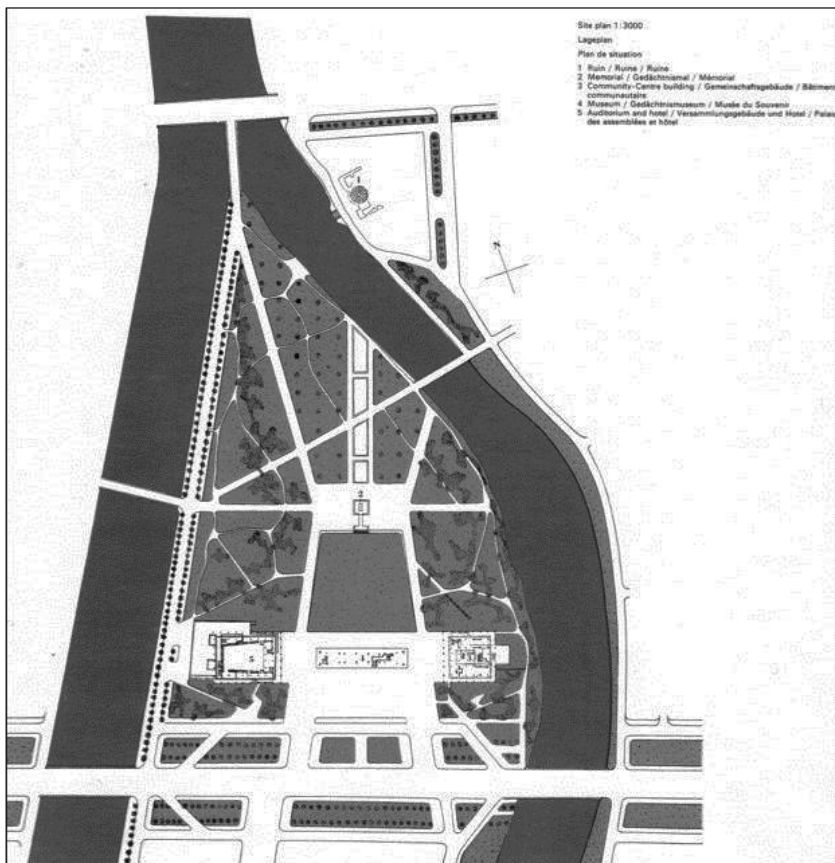 Site plan 1:3000
Lageplan
Plan de situation
1 Ruin / Ruine / Ruine
2 Memorial / Gedächtnismal / Mémorial
3 Community-Centre building / Gemeinschaftsgebäude / Bâtiment
communautaire
4 Museum / Gedächtnismuseum / Musée du Souvenir
5 Auditorium and hotel / Versammlungsgebäude und Hotel / Palais
des assemblées et hôtel
1
N
2
5
4